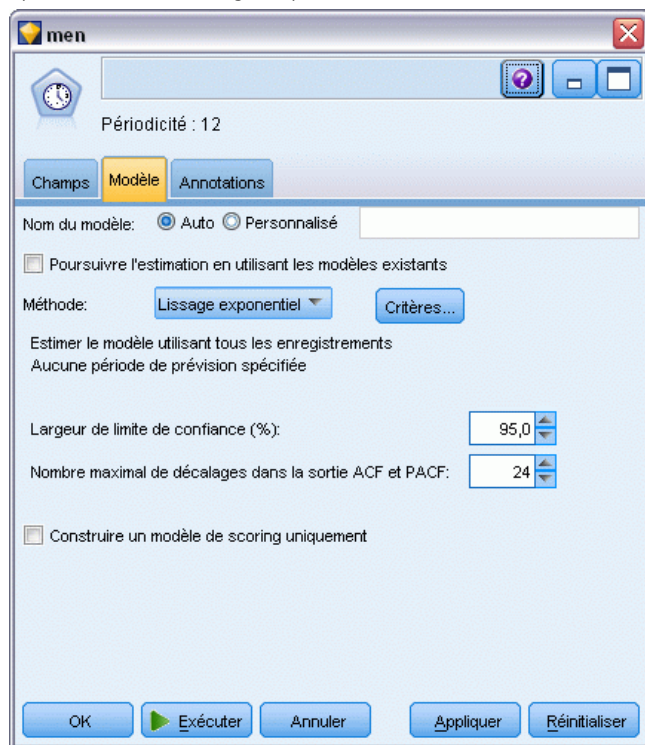 men
Périodicité : 12
Champs Modèle Annotations
Nom du modèle: Auto Personnalisé
Poursuivre l'estimation en utilisant les modèles existants
Méthode: Lissage exponentiel Critères...
Estimer le modèle utilisant tous les enregistrements
Aucune période de prévision spécifiée
Largeur de limite de confiance (%): 95,0
Nombre maximal de décalages dans la sortie ACF et PACF: 24
Construire un modèle de scoring uniquement
OK Exécuter Annuler Appliquer Réinitialiser